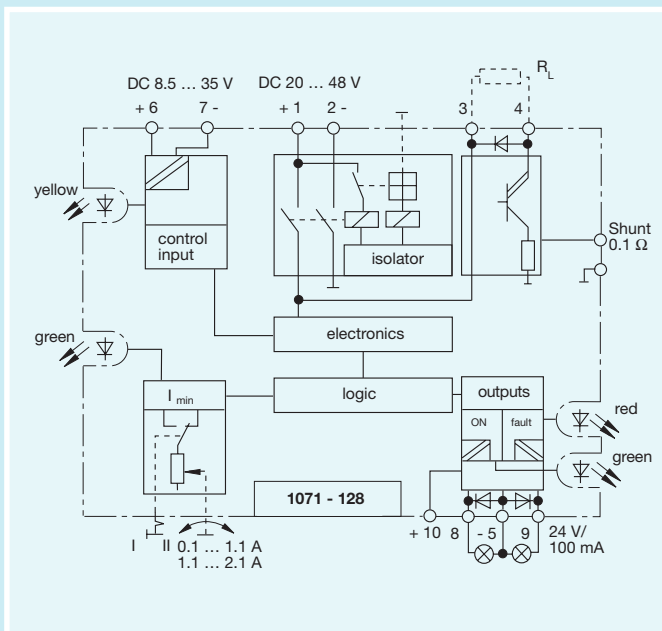 DC 8.5 ... 35 V
DC 20 ... 48 V
R L
+ 6
7 -
+ 1
2 -
3
4
yellow
control
input
isolator
Shunt
0.1 Ω
green
electronics
I min
logic
outputs
ON
fault
red
green
1071 - 128
I
II
0.1 ... 1.1 A
1.1 ... 2.1 A
+ 10
8
- 5
9
24 V/
100 mA